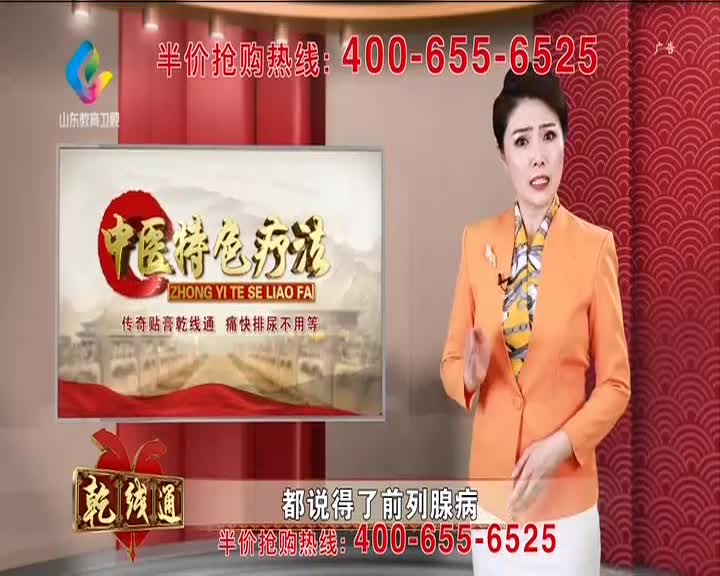 半价抢购热线: 400-655-6525
广告
山东教育卫视
中医特色疗法
ZHONG YI TE SE LIAO FA
传奇贴膏乾线通 痛快排尿不用等
乾线通
都说得了前列腺病
半价抢购热线: 400-655-6525